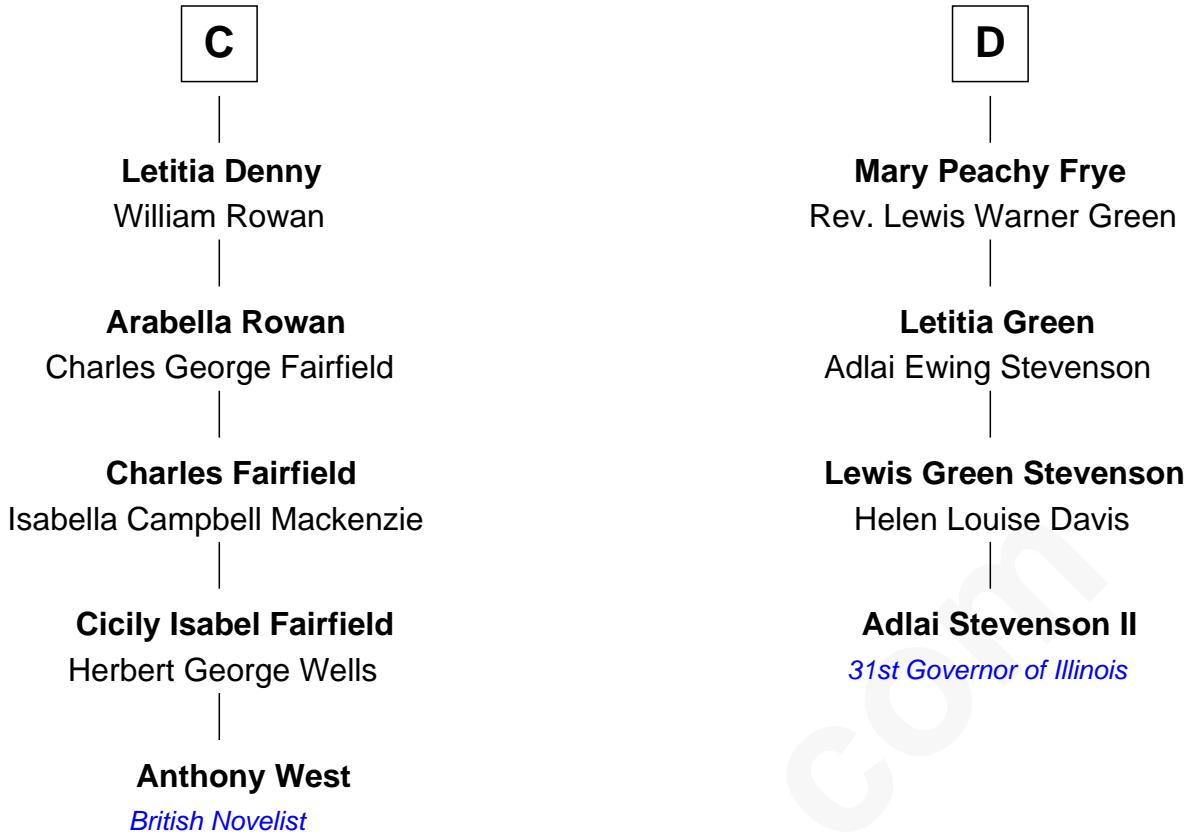 C
Letitia Denny
William Rowan
Arabella Rowan
Charles George Fairfield
Charles Fairfield
Isabella Campbell Mackenzie
Cicily Isabel Fairfield
Herbert George Wells
Anthony West
British Novelist
D
Mary Peachy Frye
Rev. Lewis Warner Green
Letitia Green
Adlai Ewing Stevenson
Lewis Green Stevenson
Helen Louise Davis
Adlai Stevenson II
31st Governor of Illinois
com